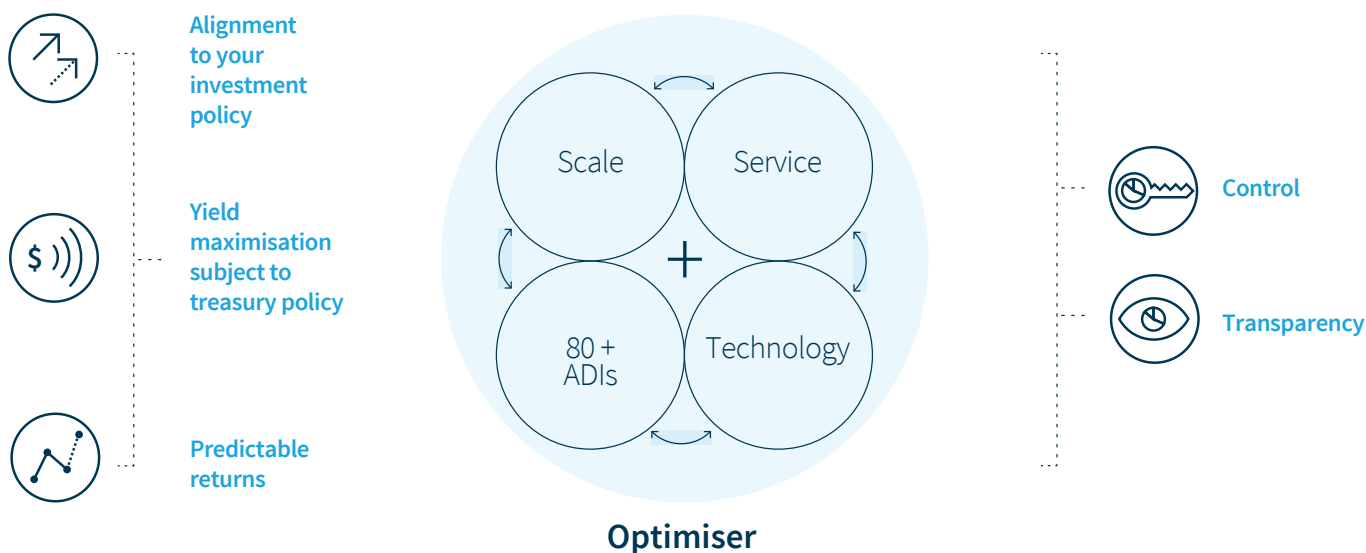 Alignment
to your
investment
policy
$
Yield
maximisation
subject to
treasury policy
Predictable
returns
Scale
Service
80 +
ADIs
Technology
Optimiser
Control
Transparency